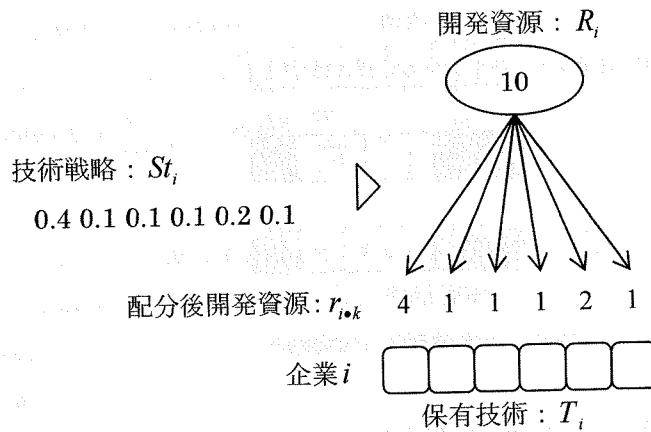 開発資源： R_i
10
技術戦略： St_i
0.4 0.1 0.1 0.1 0.2 0.1
配分後開発資源: r_{i•k} 4 1 1 1 2 1
企業 i
保有技術： T_i